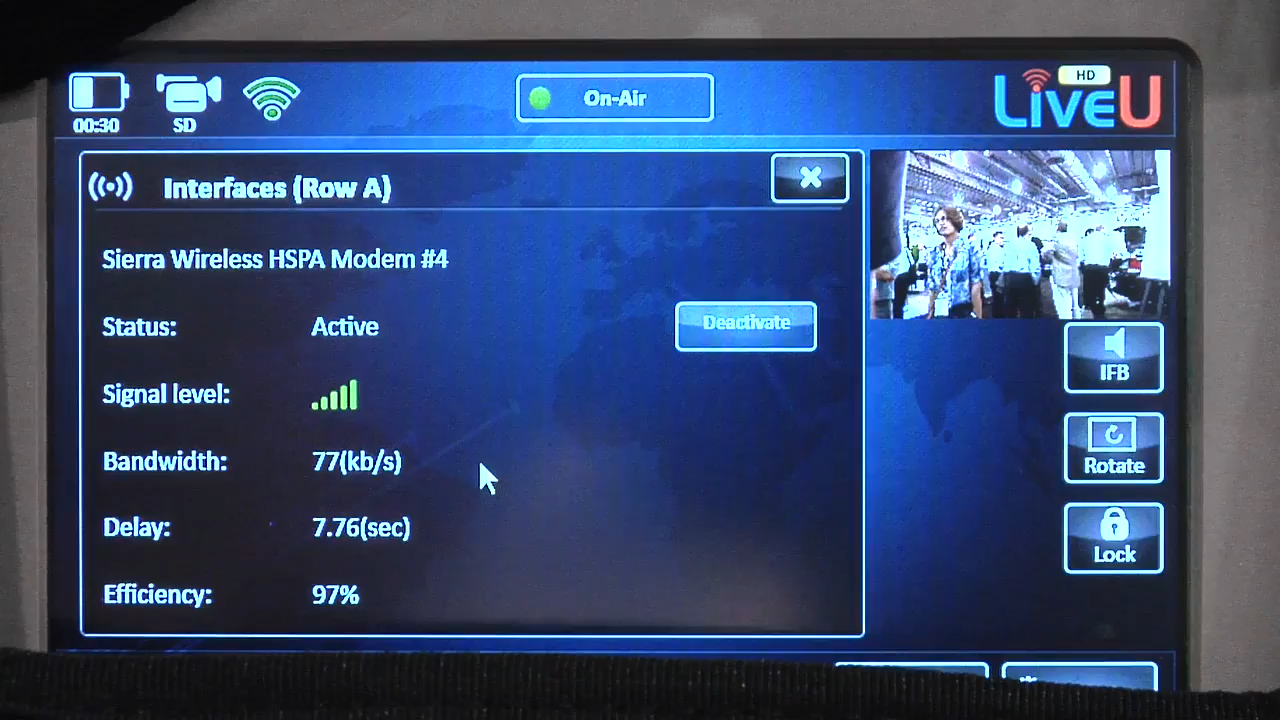 00:30
SD
On-Air
HD
LiveU
Interfaces (Row A)
Sierra Wireless HSPA Modem #4
Status: Active
Deactivate
Signal level:
Bandwidth: 77(kb/s)
Delay: 7.76(sec)
Efficiency: 97%
IFB
Rotate
Lock